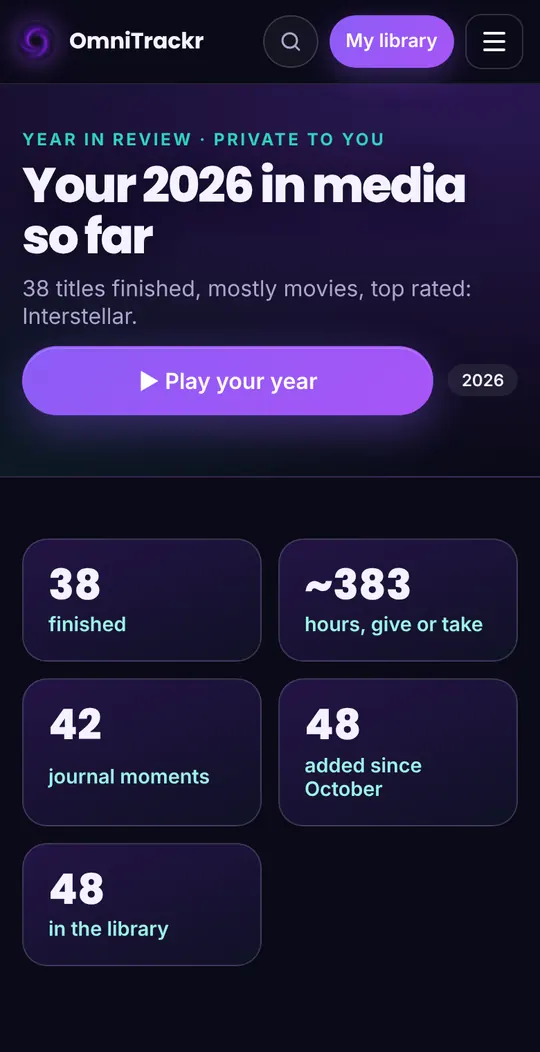 OmniTrackr
My library
YEAR IN REVIEW · PRIVATE TO YOU
Your 2026 in media
so far
38 titles finished, mostly movies, top rated:
Interstellar.
▶ Play your year
2026
38
finished
~383
hours, give or take
42
journal moments
48
added since
October
48
in the library